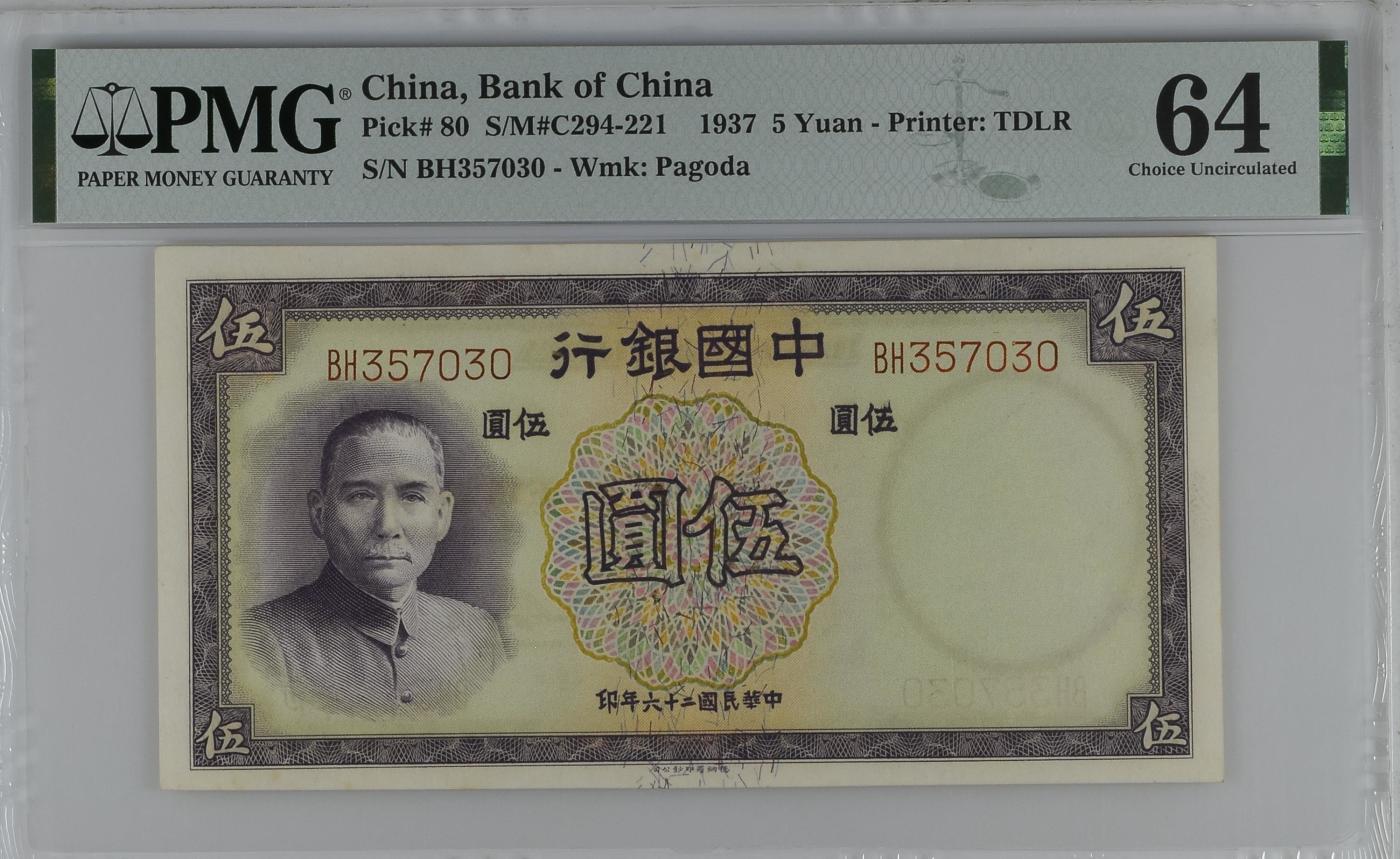 PMG®
PAPER MONEY GUARANTY
China, Bank of China
Pick# 80 S/M#C294-221 1937 5 Yuan - Printer: TDLR
S/N BH357030 - Wmk: Pagoda
64
Choice Uncirculated
伍
伍
行銀國中
BH357030
BH357030
圓伍
圓伍
圓伍
印年六十二國民華中
伍
伍